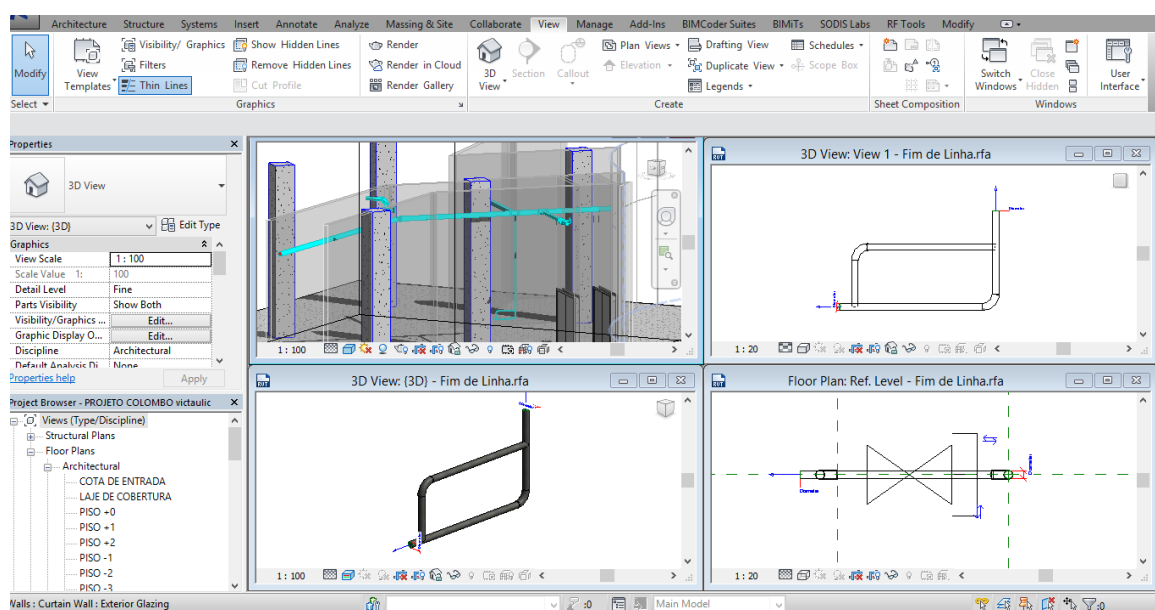 Architecture Structure Systems Insert Annotate Analyze Massing & Site Collaborate View Manage Add-Ins BIMCoder Suites BIMiTs SODIS Labs RF Tools Modify
Modify
View
Templates
Visibility/ Graphics
Filters
Thin Lines
Show Hidden Lines
Remove Hidden Lines
Cut Profile
Render
Render in Cloud
Render Gallery
3D
View
Section
Callout
Plan Views
Elevation
Drafting View
Duplicate View
Legends
Schedules
Scope Box
Switch
Windows
Close
Hidden
User
Interface
Select
Graphics
Create
Sheet Composition
Windows
Properties
3D View
3D View: {3D}
Edit Type
Graphics
View Scale 1 : 100
Scale Value 1: 100
Detail Level Fine
Parts Visibility Show Both
Visibility/Graphics ... Edit...
Graphic Display O... Edit...
Discipline Architectural
Default Analysis Di... None
Properties help
Apply
Project Browser - PROJETO COLOMBO victaulic
Views (Type/Discipline)
Structural Plans
Floor Plans
Architectural
COTA DE ENTRADA
LAJE DE COBERTURA
PISO +0
PISO +1
PISO +2
PISO -1
PISO -2
PISO -3
1 : 100
3D View: View 1 - Fim de Linha.rfa
1 : 20
3D View: {3D} - Fim de Linha.rfa
1 : 100
Floor Plan: Ref. Level - Fim de Linha.rfa
1 : 20
Walls : Curtain Wall : Exterior Glazing
:0
Main Model
:0